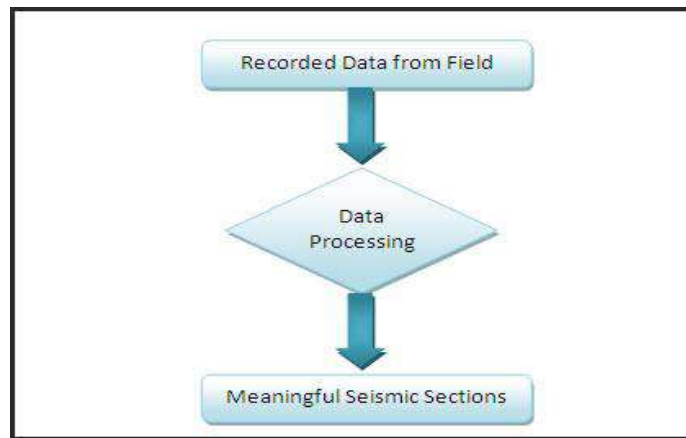 Recorded Data from Field
Data
Processing
Meaningful Seismic Sections